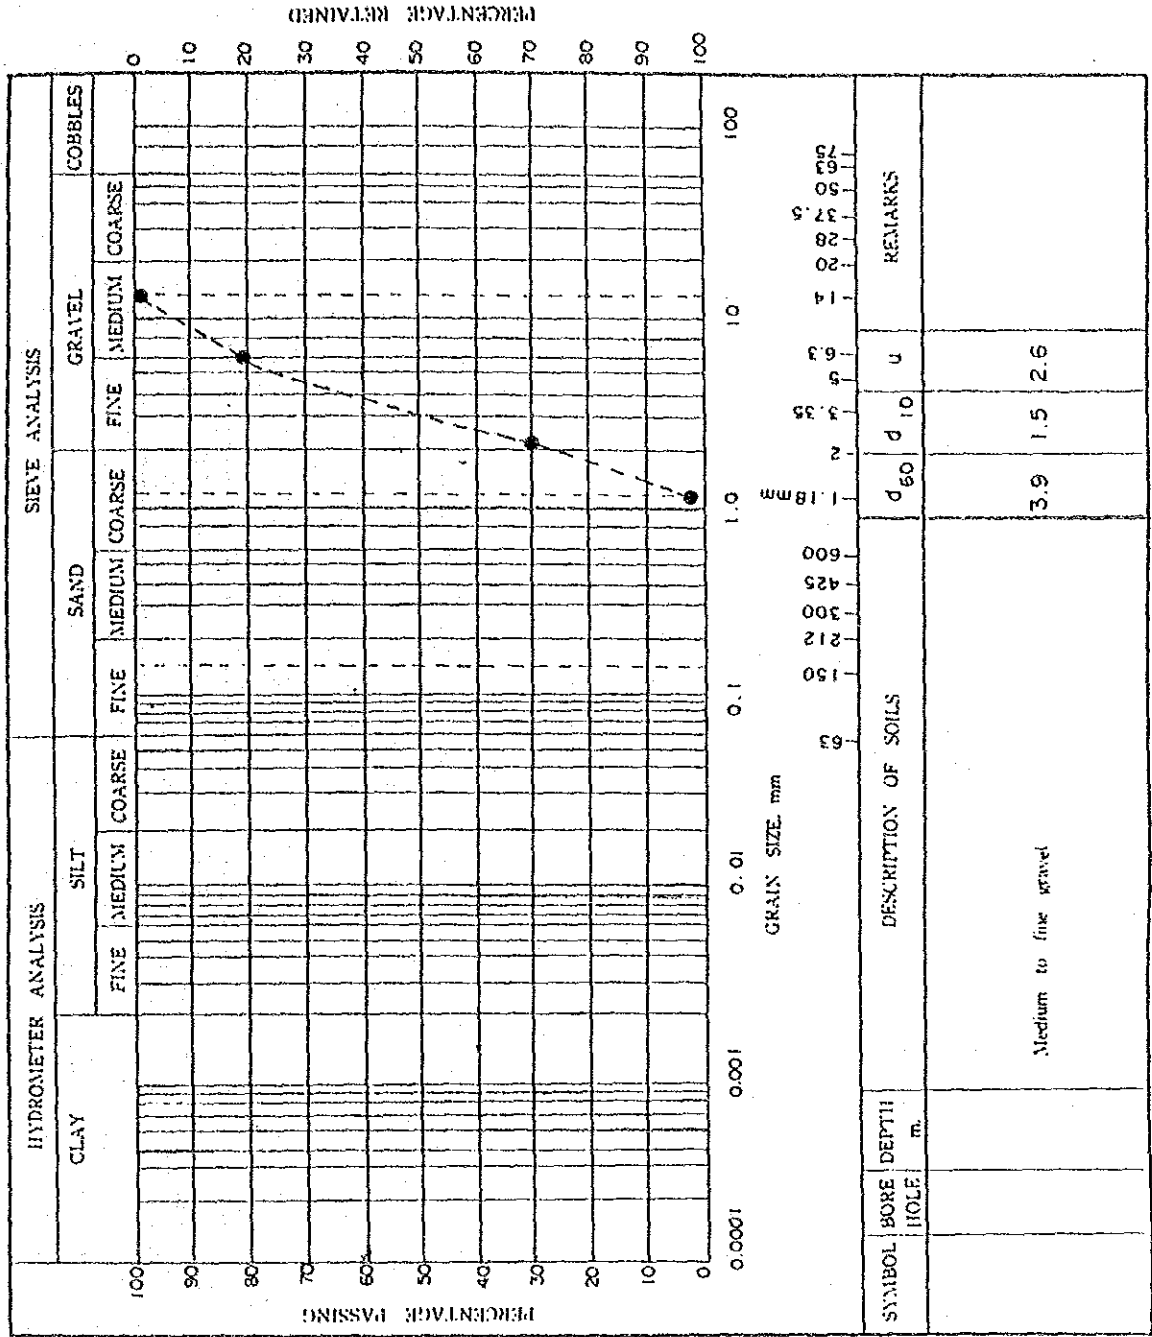 HYDROMETER ANALYSIS
SIEVE ANALYSIS
CLAY
SILT
SAND
GRAVEL
COBBLES
FINE
MEDIUM
COARSE
FINE
MEDIUM
COARSE
FINE
MEDIUM
COARSE
PERCENTAGE PASSING
100
90
80
70
60
50
40
30
20
10
0
PERCENTAGE RETAINED
0
10
20
30
40
50
60
70
80
90
100
0.0001
0.001
0.01
0.1
1.0
10
100
GRAIN SIZE, mm
63
150
212
300
425
600
1.18
mm
2
3.35
5
6.3
14
20
28
37.5
50
63
75
SYMBOL
BORE HOLE
DEPTH m.
DESCRIPTION OF SOILS
d60
d10
u
REMARKS
Medium to fine gravel
3.9
1.5
2.6